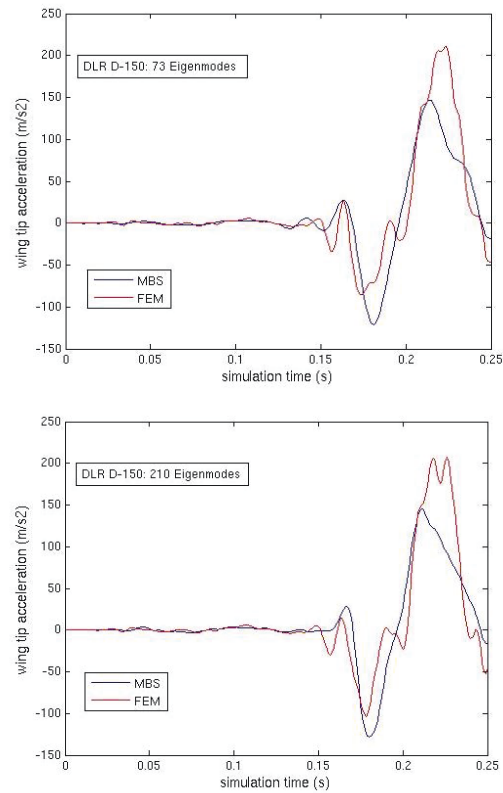 250
200
150
100
50
0
-50
-100
-150
wing tip acceleration (m/s2)
DLR D-150: 73 Eigenmodes
MBS
FEM
0 0.05 0.1 0.15 0.2 0.25
simulation time (s)
250
200
150
100
50
0
-50
-100
-150
wing tip acceleration (m/s2)
DLR D-150: 210 Eigenmodes
MBS
FEM
0 0.05 0.1 0.15 0.2 0.25
simulation time (s)